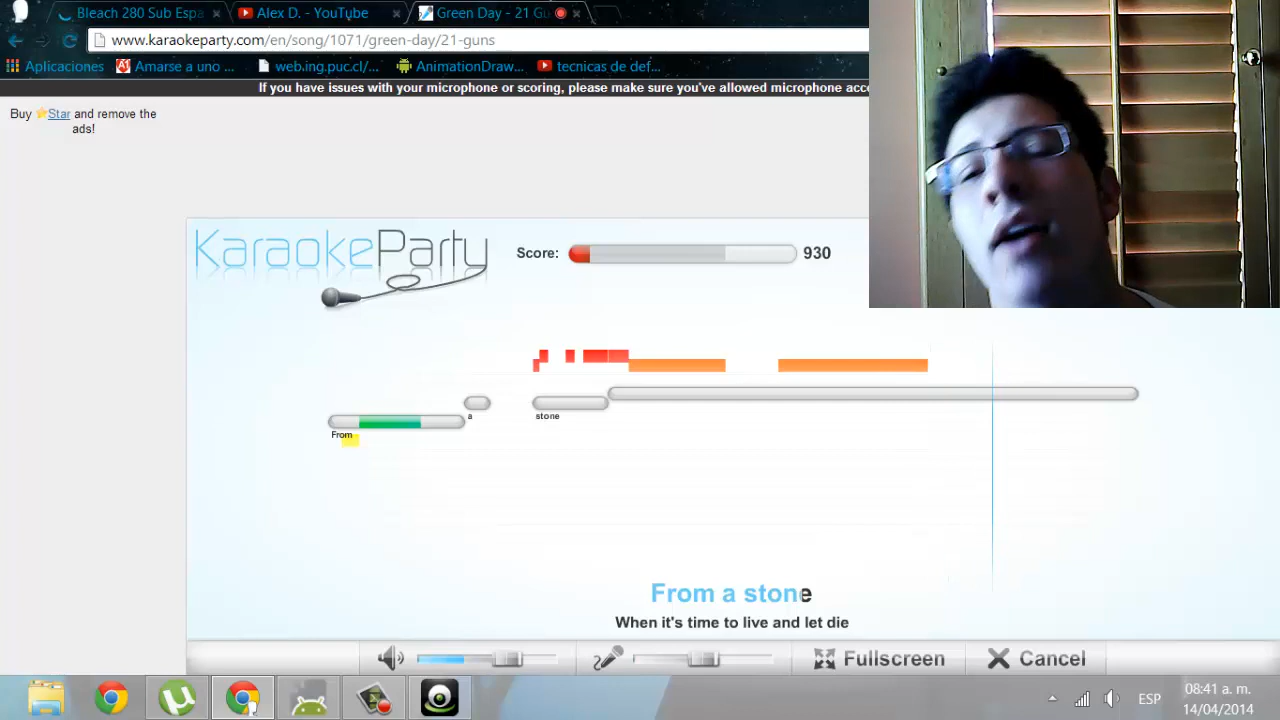 Bleach 280 Sub Espa
Alex D. - YouTube
Green Day - 21 Gu
www.karaokeparty.com/en/song/1071/green-day/21-guns
Aplicaciones
Amarse a uno ...
web.ing.puc.cl/...
AnimationDraw...
tecnicas de def...
If you have issues with your microphone or scoring, please make sure you've allowed microphone acce
Buy Star and remove the
ads!
KaraokeParty
Score: 930
a
stone
From
From a stone
When it's time to live and let die
Fullscreen
Cancel
ESP
08:41 a. m.
14/04/2014